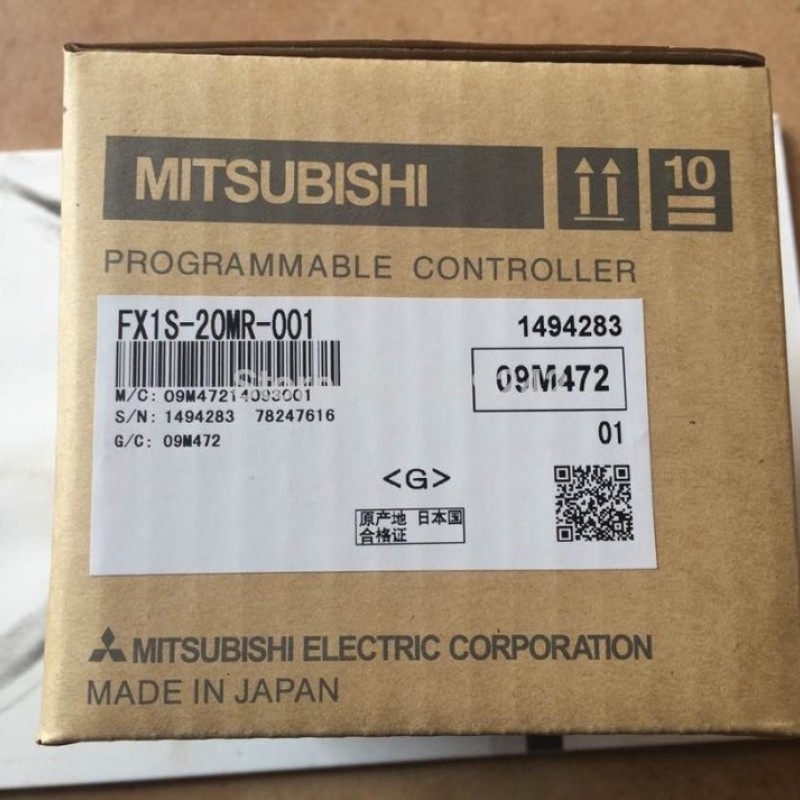 MITSUBISHI
10
PROGRAMMABLE CONTROLLER
FX1S-20MR-001
1494283
09M472
M/C: 09M47214093001
S/N: 1494283 78247616
G/C: 09M472
01
<G>
原产地 日本国
合格证
MITSUBISHI ELECTRIC CORPORATION
MADE IN JAPAN